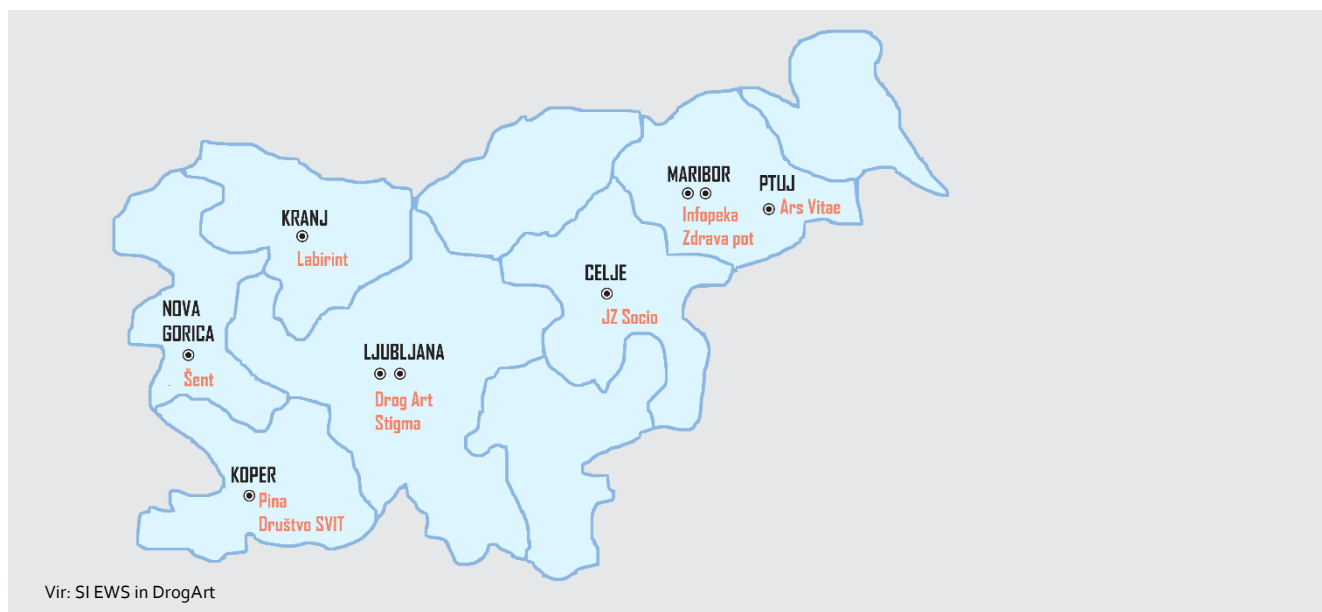 MARIBOR
Infopeka
Zdrava pot
PTUJ
Ars Vitae
KRANJ
Labirint
CELJE
JZ Socio
NOVA
GORICA
Šent
LJUBLJANA
Drog Art
Stigma
KOPER
Pina
Društvo SVIT
Vir: SI EWS in DrogArt